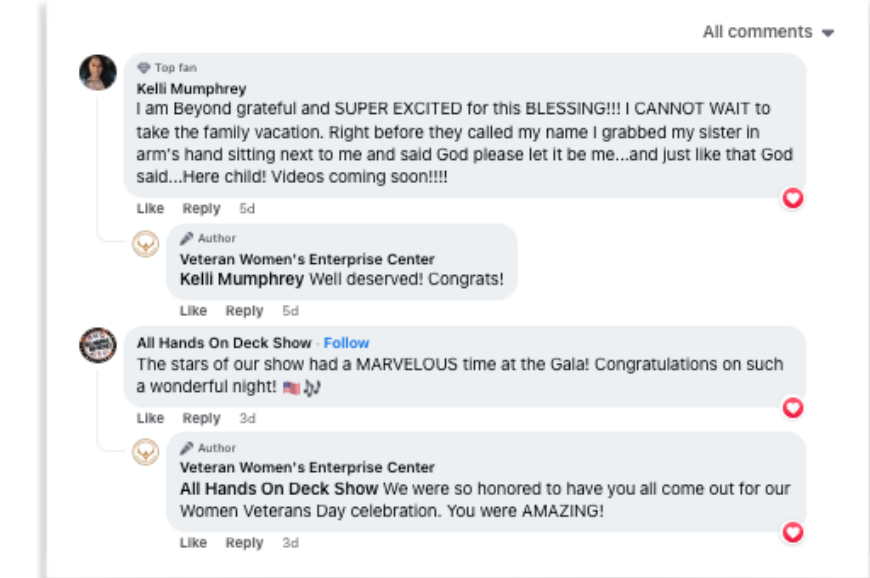 All comments
Top fan
Kelli Mumphrey
I am Beyond grateful and SUPER EXCITED for this BLESSING!!! I CANNOT WAIT to
take the family vacation. Right before they called my name I grabbed my sister in
arm's hand sitting next to me and said God please let it be me...and just like that God
said...Here child! Videos coming soon!!!!
Like Reply 5d
Author
Veteran Women's Enterprise Center
Kelli Mumphrey Well deserved! Congrats!
Like Reply 5d
All Hands On Deck Show · Follow
The stars of our show had a MARVELOUS time at the Gala! Congratulations on such
a wonderful night! 🇺🇸🎶
Like Reply 3d
Author
Veteran Women's Enterprise Center
All Hands On Deck Show We were so honored to have you all come out for our
Women Veterans Day celebration. You were AMAZING!
Like Reply 3d